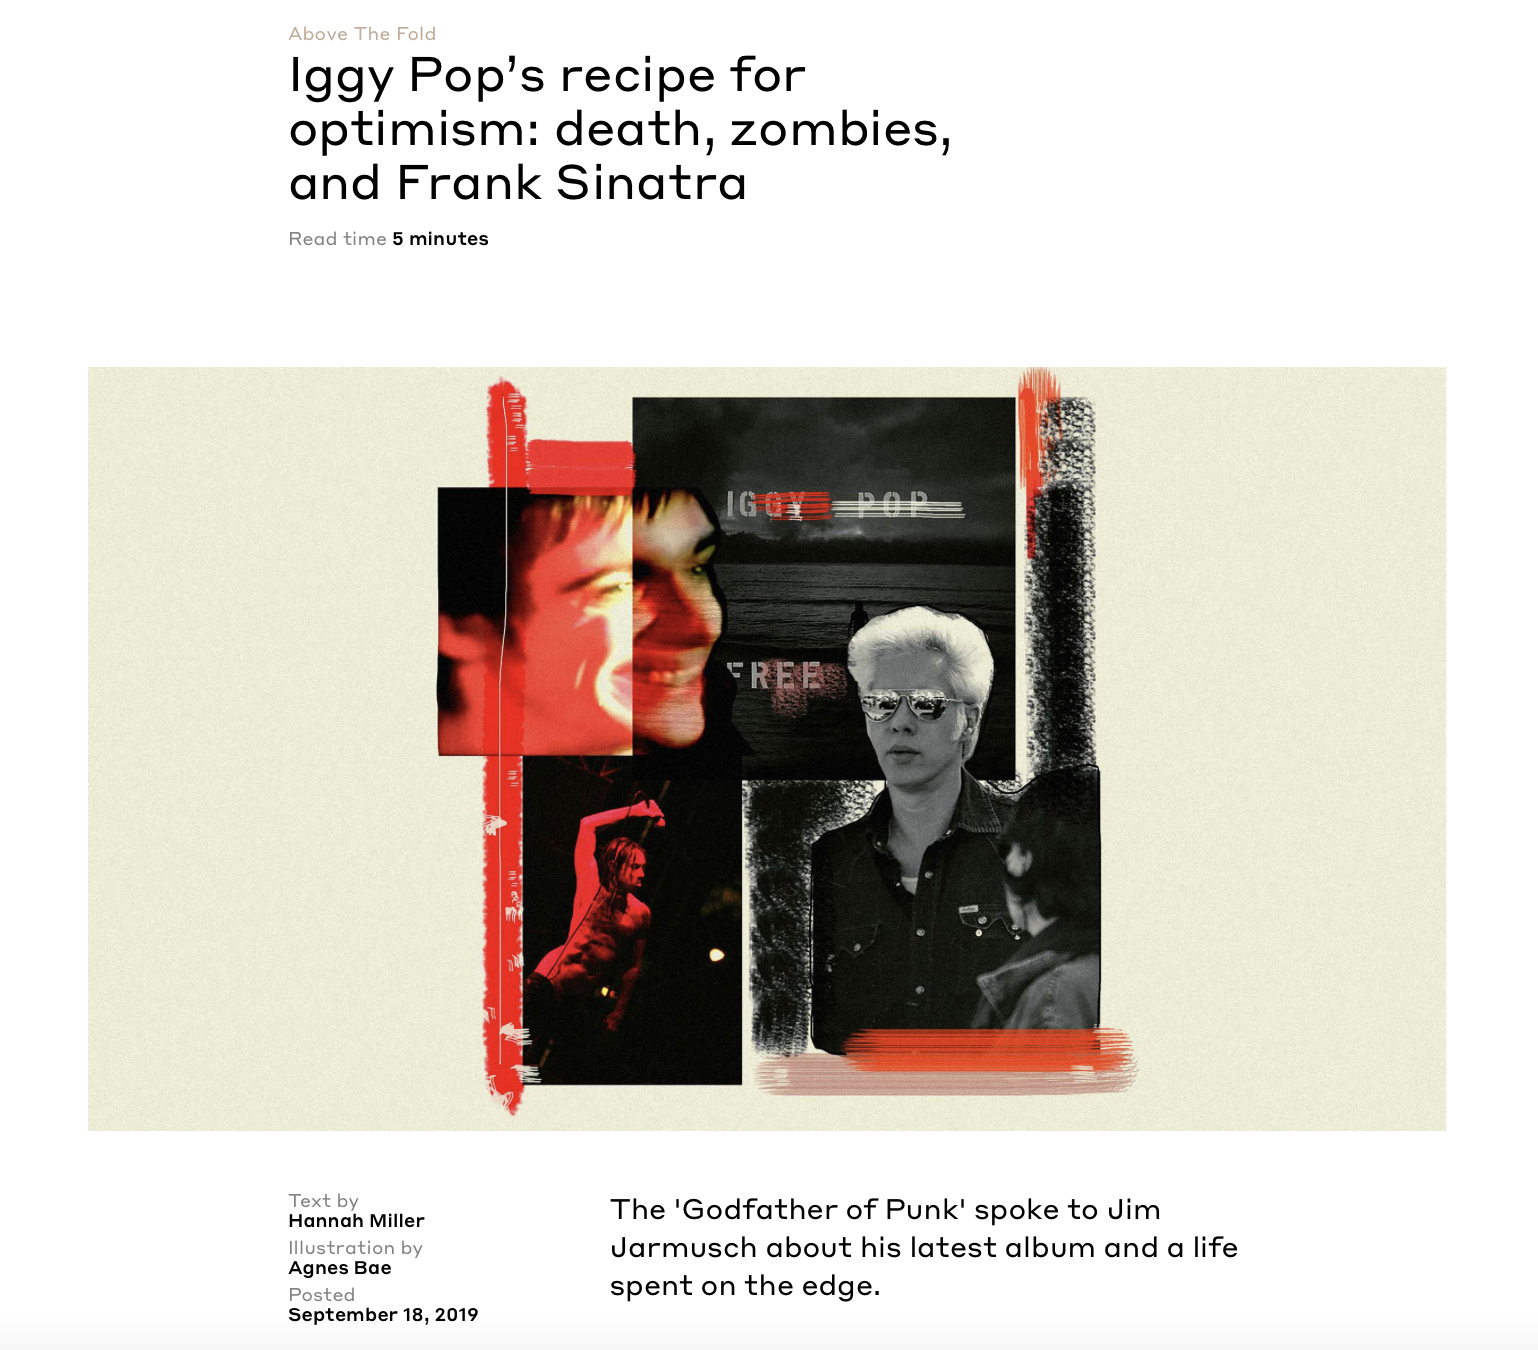 Above The Fold
Iggy Pop’s recipe for
optimism: death, zombies,
and Frank Sinatra
Read time 5 minutes
IGGY POP
FREE
Text by
Hannah Miller
Illustration by
Agnes Bae
Posted
September 18, 2019
The 'Godfather of Punk' spoke to Jim
Jarmusch about his latest album and a life
spent on the edge.